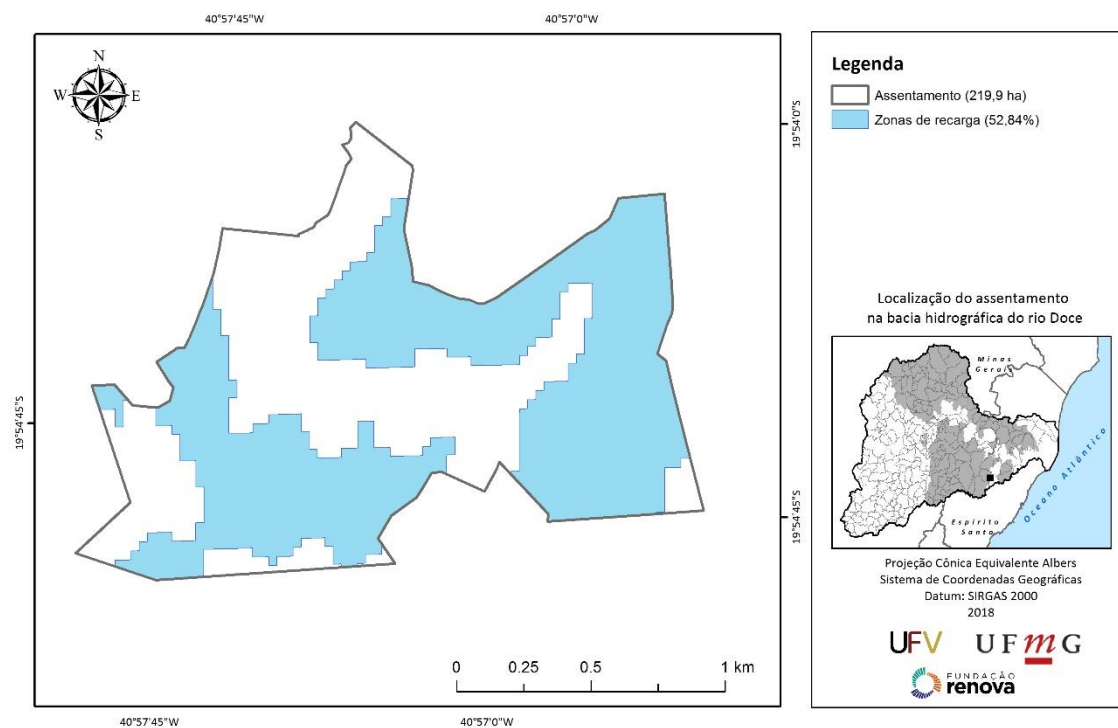 40°57'45"W
40°57'0"W
N
W
E
S
19°54'0"S
19°54'45"S
19°54'45"S
0
0.25
0.5
1 km
40°57'45"W
40°57'0"W
Legenda
Assentamento (219,9 ha)
Zonas de recarga (52,84%)
Localização do assentamento
na bacia hidrográfica do rio Doce
Minas
Gerais
Oceano Atlântico
Espírito
Santo
Projeção Cônica Equivalente Albers
Sistema de Coordenadas Geográficas
Datum: SIRGAS 2000
2018
UFV
UFmG
FUNDAÇÃO
renova